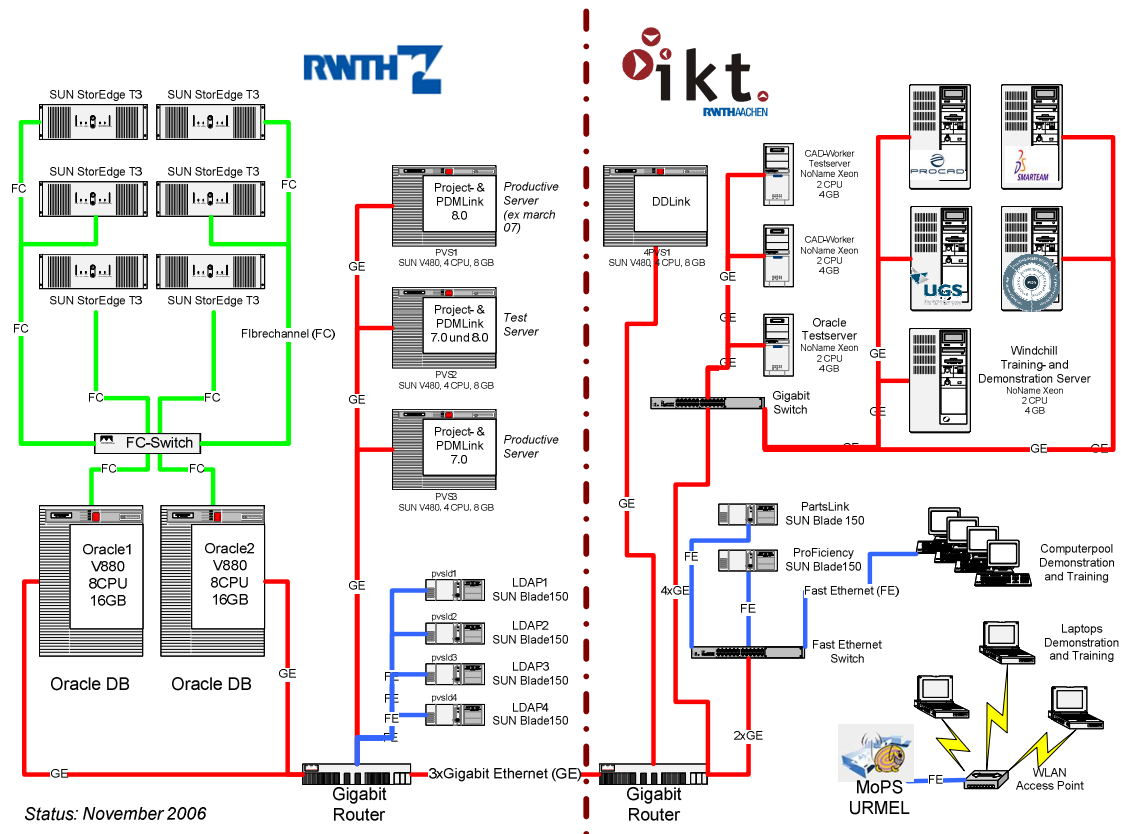 RWTH
ikt.
RWTHAACHEN
SUN StorEdge T3
SUN StorEdge T3
FC
FC
SUN StorEdge T3
SUN StorEdge T3
SUN StorEdge T3
SUN StorEdge T3
FC
Fibrechannel (FC)
FC
FC
FC-Switch
FC
FC
Oracle1
V880
8CPU
16GB
Oracle2
V880
8CPU
16GB
Oracle DB
Oracle DB
GE
GE
Status: November 2006
Project- &
PDMLink
8.0
Productive
Server
(ex march
07)
PVS1
SUN V480, 4 CPU, 8 GB
GE
Project- &
PDMLink
7.0 und 8.0
Test
Server
PVS2
SUN V480, 4 CPU, 8 GB
GE
Project- &
PDMLink
7.0
Productive
Server
PVS3
SUN V480, 4 CPU, 8 GB
GE
pvsld1
LDAP1
SUN Blade150
pvsld2
LDAP2
SUN Blade150
pvsld3
LDAP3
SUN Blade150
pvsld4
LDAP4
SUN Blade150
FE
FE
FE
FE
Gigabit
Router
3xGigabit Ethernet (GE)
Gigabit
Router
DDLink
4PVS1
SUN V480, 4 CPU, 8 GB
CAD-Worker
Testserver
NoName Xeon
2 CPU
4GB
CAD-Worker
NoName Xeon
2 CPU
4GB
GE
GE
Oracle
Testserver
NoName Xeon
2 CPU
4GB
GE
Gigabit
Switch
PROCAD
SMARTEAM
UGS
GE
Windchill
Training- and
Demonstration Server
NoName Xeon
2 CPU
4GB
GE
GE
GE
GE
GE
PartsLink
SUN Blade 150
FE
ProFiciency
SUN Blade150
4xGE
FE
Fast Ethernet (FE)
FE
Computerpool
Demonstration
and Training
Fast Ethernet
Switch
Laptops
Demonstration
and Training
2xGE
MoPS
URMEL
FE
WLAN
Access Point